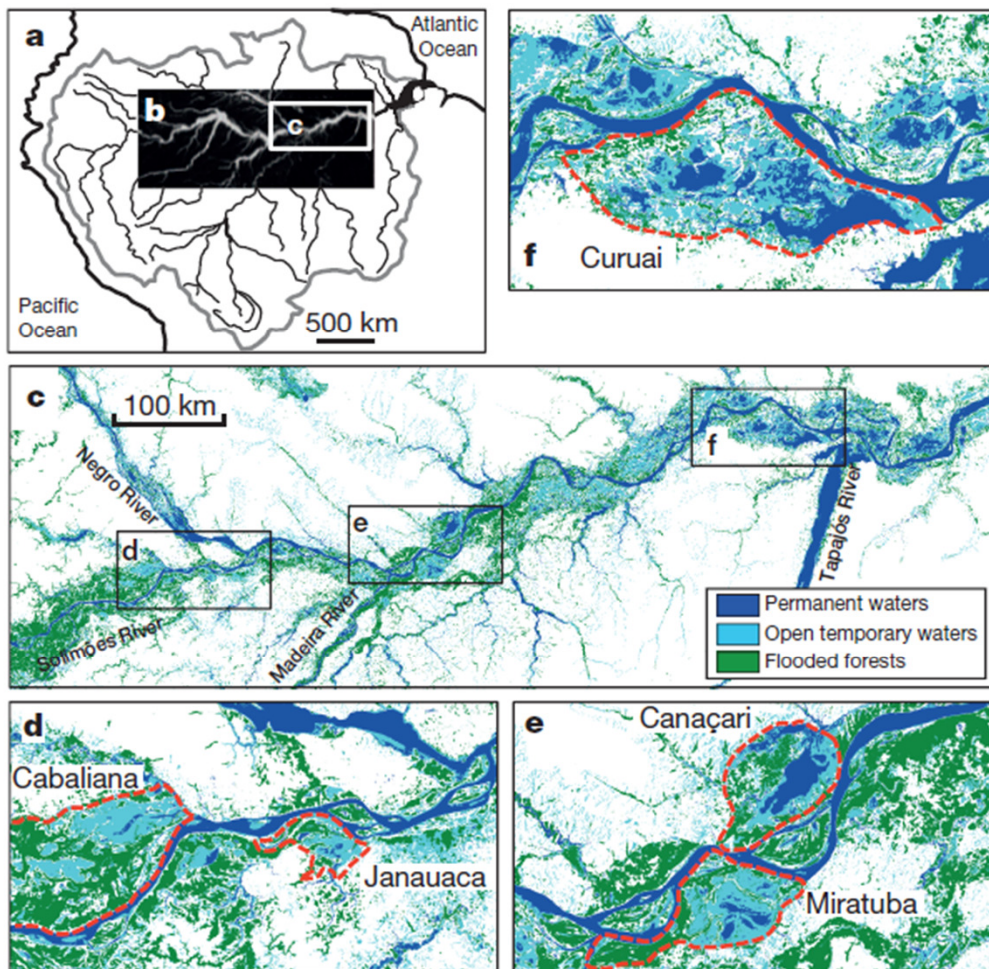 a
Atlantic
Ocean
b
c
Pacific
Ocean
500 km
f
Curuai
c
100 km
Negro River
d
Solimões River
e
Madeira River
f
Tapajós River
Permanent waters
Open temporary waters
Flooded forests
d
Cabaliana
Janauaca
e
Canaçari
Miratuba